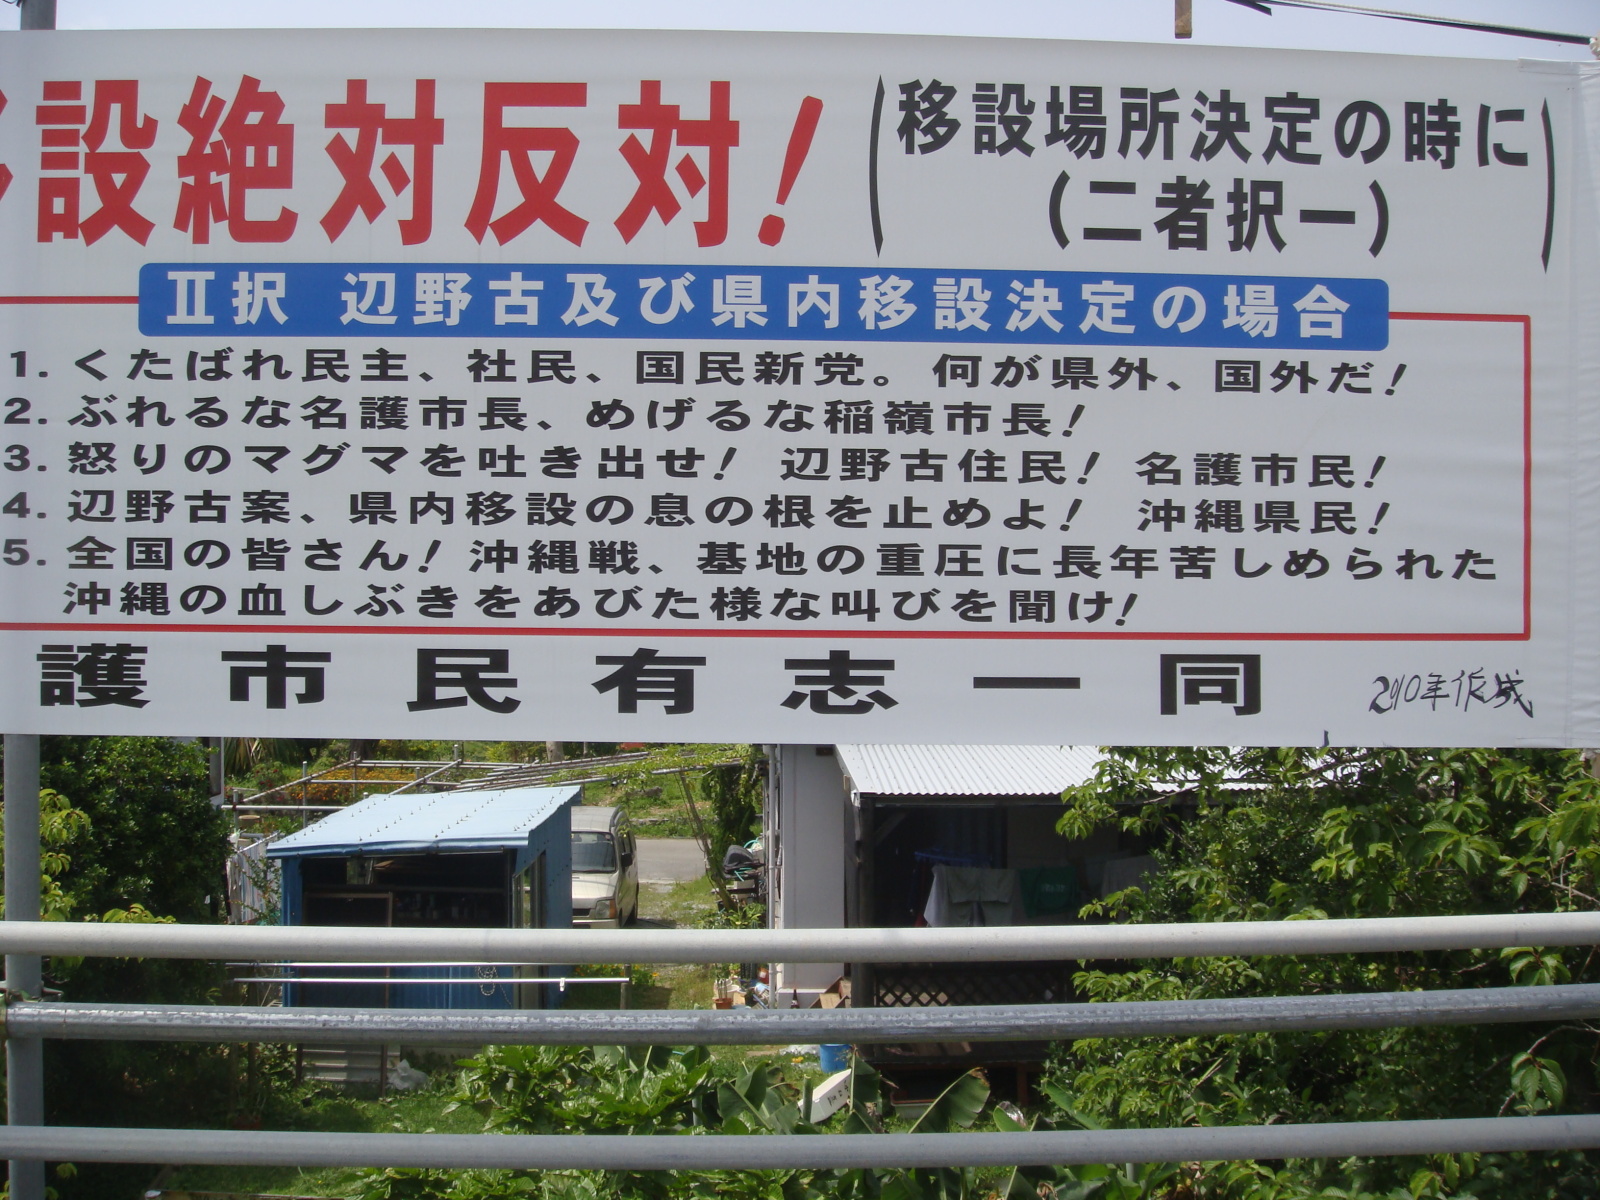 設絶対反対!
(移設場所決定の時に
(二者択一))
Ⅱ択 辺野古及び県内移設決定の場合
1. くたばれ民主、社民、国民新党。何が県外、国外だ!
2. ぶれるな名護市長、めげるな稲嶺市長!
3. 怒りのマグマを吐き出せ! 辺野古住民! 名護市民!
4. 辺野古案、県内移設の息の根を止めよ! 沖縄県民!
5. 全国の皆さん! 沖縄戦、基地の重圧に長年苦しめられた
沖縄の血しぶきをあびた様な叫びを聞け!
護市民有志一同
2010年作成